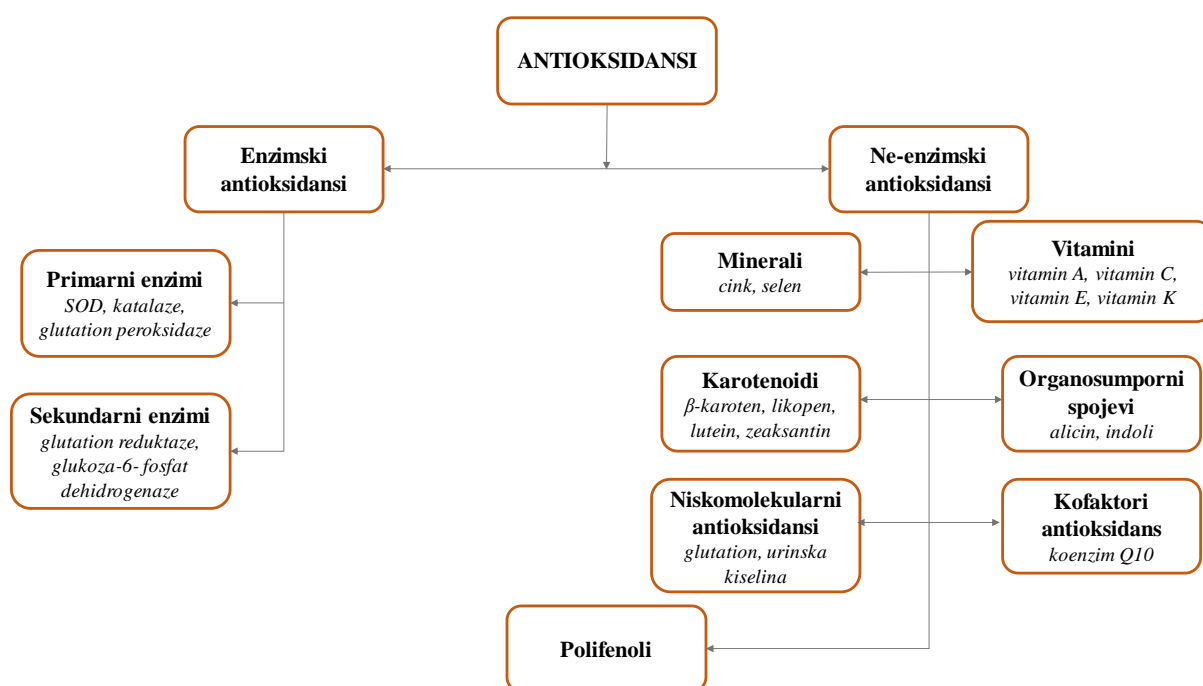 ANTIOKSIDANSI
Enzimski
antioksidansi
Ne-enzimski
antioksidansi
Primarni enzimi
SOD, katalaze,
glutation peroksidaze
Sekundarni enzimi
glutation reduktaze,
glukoza-6- fosfat
dehidrogenaze
Minerali
cink, selen
Vitamini
vitamin A, vitamin C,
vitamin E, vitamin K
Karotenoidi
β-karoten, likopen,
lutein, zeaksantin
Organosumporni
spojevi
alicin, indoli
Niskomolekularni
antioksidansi
glutation, urinska
kiselina
Kofaktori
antioksidans
koenzim Q10
Polifenoli